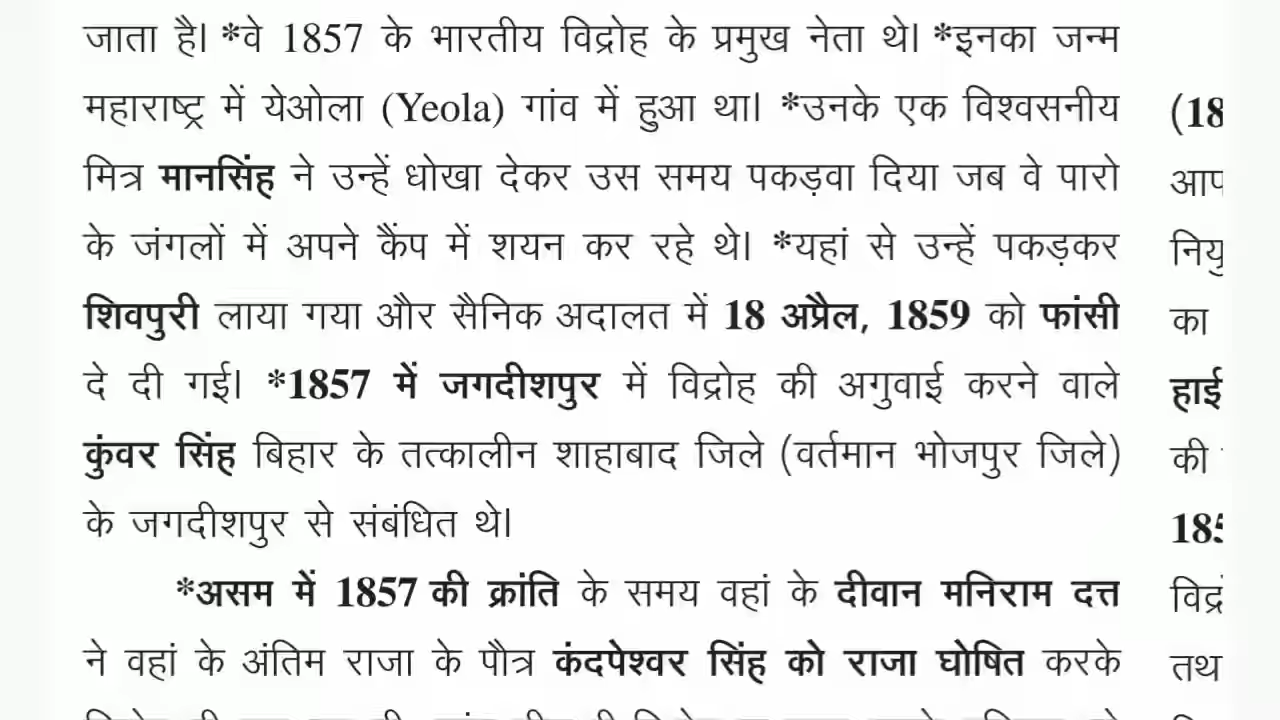 जाता है। *वे 1857 के भारतीय विद्रोह के प्रमुख नेता थे। *इनका जन्म
महाराष्ट्र में येओला (Yeola) गांव में हुआ था। *उनके एक विश्वसनीय
मित्र मानसिंह ने उन्हें धोखा देकर उस समय पकड़वा दिया जब वे पारो
के जंगलों में अपने कैंप में शयन कर रहे थे। *यहां से उन्हें पकड़कर
शिवपुरी लाया गया और सैनिक अदालत में 18 अप्रैल, 1859 को फांसी
दे दी गई। *1857 में जगदीशपुर में विद्रोह की अगुवाई करने वाले
कुंवर सिंह बिहार के तत्कालीन शाहाबाद जिले (वर्तमान भोजपुर जिले)
के जगदीशपुर से संबंधित थे।
*असम में 1857 की क्रांति के समय वहां के दीवान मनिराम दत्त
ने वहां के अंतिम राजा के पौत्र कंदपेश्वर सिंह को राजा घोषित करके
(18
आप
नियु
का
हाई
की
185
विद्रो
तथ